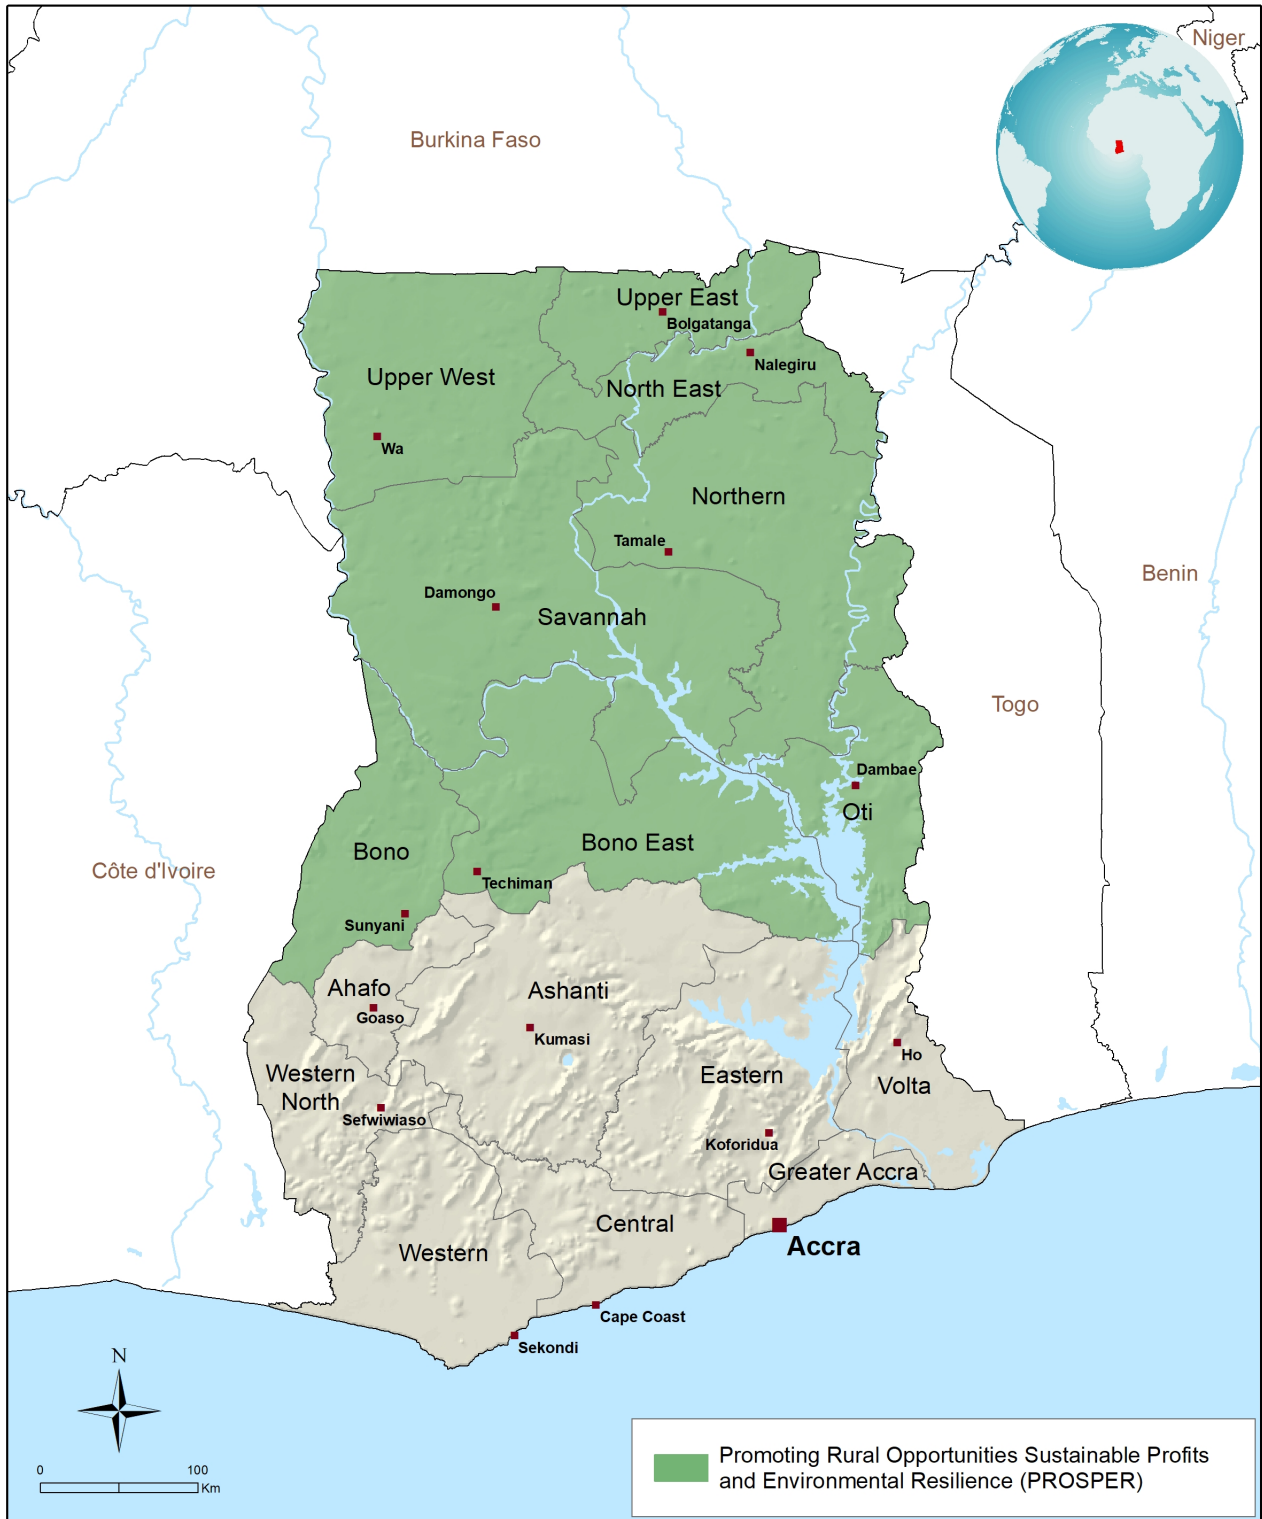 Niger
Burkina Faso
Upper East
Bolgatanga
Nalegiru
Upper West
North East
Wa
Northern
Tamale
Benin
Damongo
Savannah
Togo
Dambae
Oti
Bono East
Bono
Côte d'Ivoire
Techiman
Sunyani
Ahafo
Goaso
Ashanti
Kumasi
Ho
Western
North
Eastern
Volta
Sefwiwiaso
Koforidua
Greater Accra
Central
Accra
Western
Cape Coast
Sekondi
N
0 100
Km
Promoting Rural Opportunities Sustainable Profits
and Environmental Resilience (PROSPER)